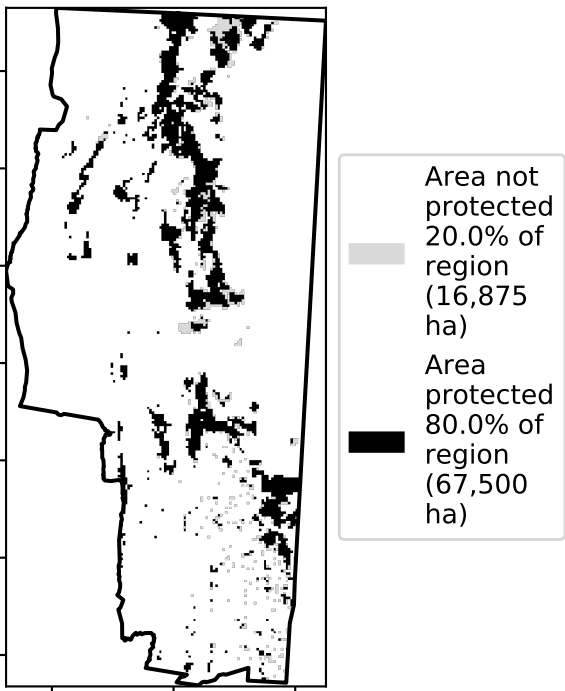 Area not
protected
20.0% of
region
(16,875
ha)
Area
protected
80.0% of
region
(67,500
ha)